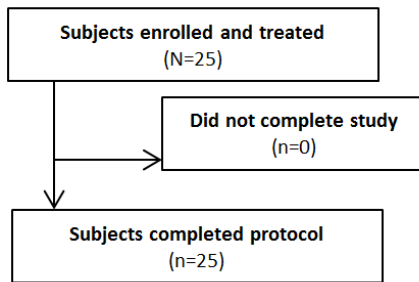 Subjects enrolled and treated
(N=25)
Did not complete study
(n=0)
Subjects completed protocol
(n=25)